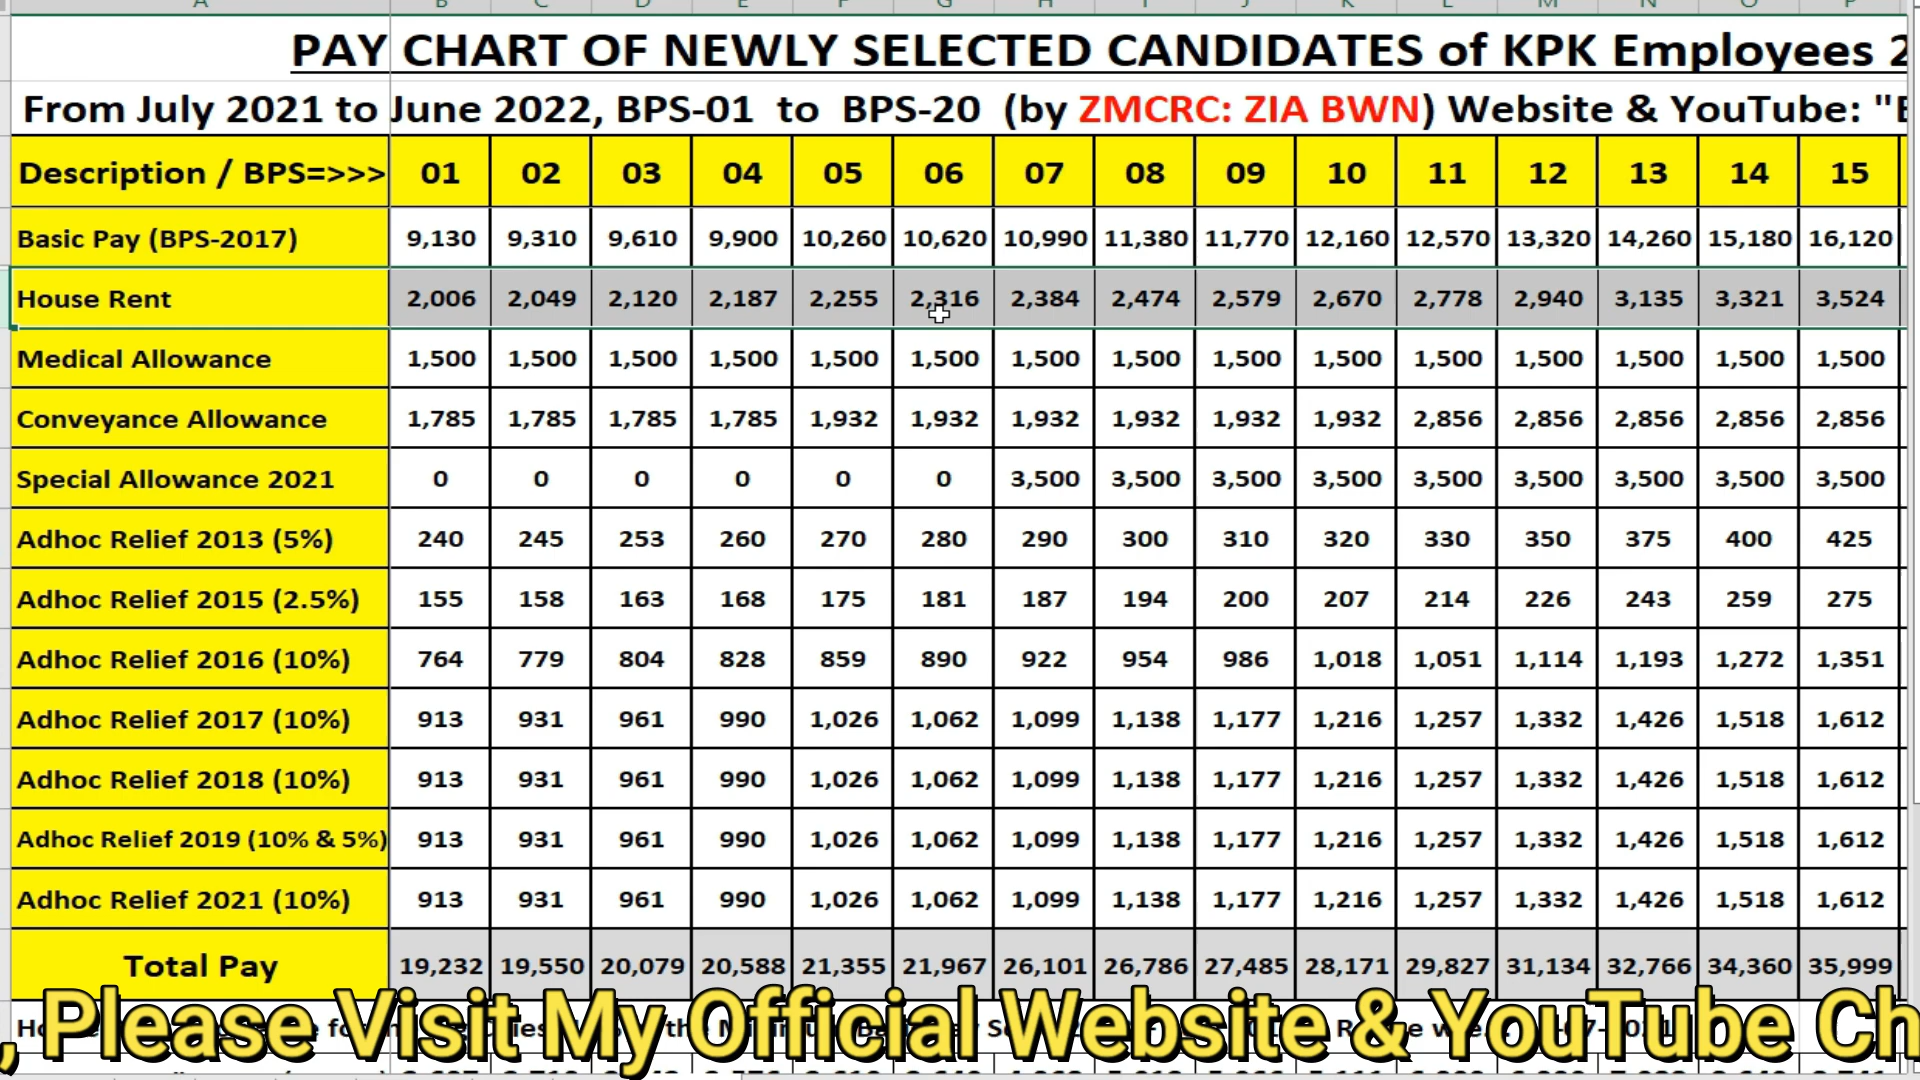 PAY CHART OF NEWLY SELECTED CANDIDATES of KPK Employees 2
From July 2021 to June 2022, BPS-01 to BPS-20 (by ZMCRC: ZIA BWN) Website & YouTube: "
Description / BPS=>>> 01 02 03 04 05 06 07 08 09 10 11 12 13 14 15
Basic Pay (BPS-2017) 9,130 9,310 9,610 9,900 10,260 10,620 10,990 11,380 11,770 12,160 12,570 13,320 14,260 15,180 16,120
House Rent 2,006 2,049 2,120 2,187 2,255 2,316 2,384 2,474 2,579 2,670 2,778 2,940 3,135 3,321 3,524
Medical Allowance 1,500 1,500 1,500 1,500 1,500 1,500 1,500 1,500 1,500 1,500 1,500 1,500 1,500 1,500 1,500
Conveyance Allowance 1,785 1,785 1,785 1,785 1,932 1,932 1,932 1,932 1,932 1,932 2,856 2,856 2,856 2,856 2,856
Special Allowance 2021 0 0 0 0 0 0 3,500 3,500 3,500 3,500 3,500 3,500 3,500 3,500 3,500
Adhoc Relief 2013 (5%) 240 245 253 260 270 280 290 300 310 320 330 350 375 400 425
Adhoc Relief 2015 (2.5%) 155 158 163 168 175 181 187 194 200 207 214 226 243 259 275
Adhoc Relief 2016 (10%) 764 779 804 828 859 890 922 954 986 1,018 1,051 1,114 1,193 1,272 1,351
Adhoc Relief 2017 (10%) 913 931 961 990 1,026 1,062 1,099 1,138 1,177 1,216 1,257 1,332 1,426 1,518 1,612
Adhoc Relief 2018 (10%) 913 931 961 990 1,026 1,062 1,099 1,138 1,177 1,216 1,257 1,332 1,426 1,518 1,612
Adhoc Relief 2019 (10% & 5%) 913 931 961 990 1,026 1,062 1,099 1,138 1,177 1,216 1,257 1,332 1,426 1,518 1,612
Adhoc Relief 2021 (10%) 913 931 961 990 1,026 1,062 1,099 1,138 1,177 1,216 1,257 1,332 1,426 1,518 1,612
Total Pay 19,232 19,550 20,079 20,588 21,355 21,967 26,101 26,786 27,485 28,171 29,827 31,134 32,766 34,360 35,999
, Please Visit My Official Website & YouTube Ch